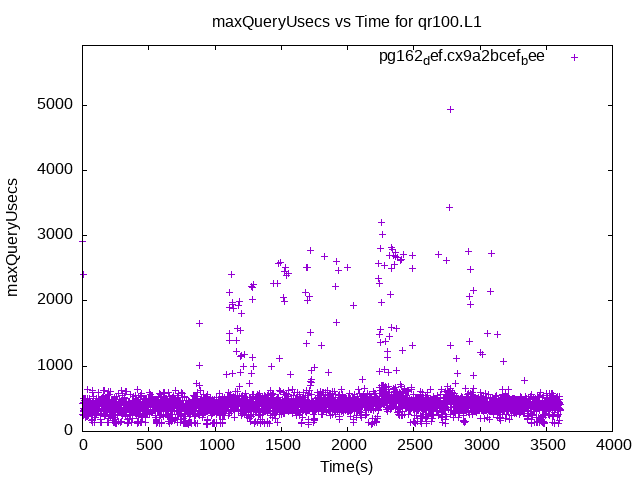 maxQueryUsecs vs Time for qr100.L1
pg162def.cx9a2bcefbee
5000
4000
3000
2000
1000
0
maxQueryUsecs
0 500 1000 1500 2000 2500 3000 3500 4000
Time(s)